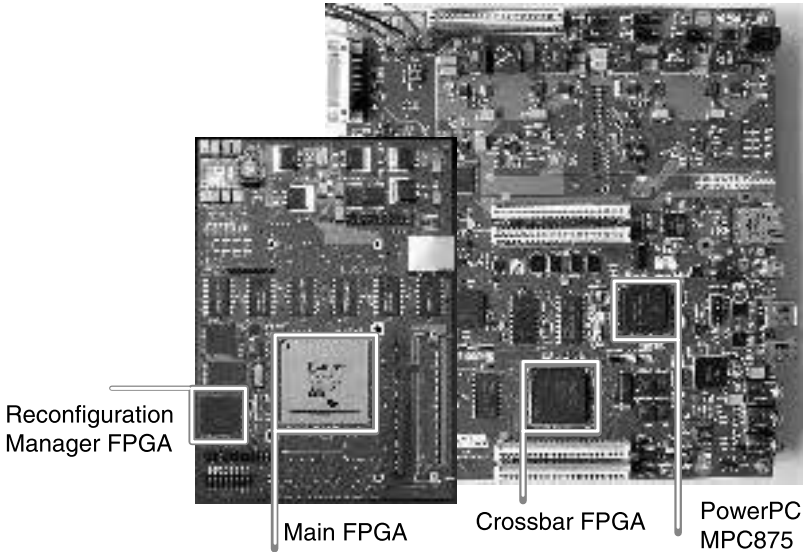 Reconfiguration
Manager FPGA
Main FPGA
Crossbar FPGA
PowerPC
MPC875